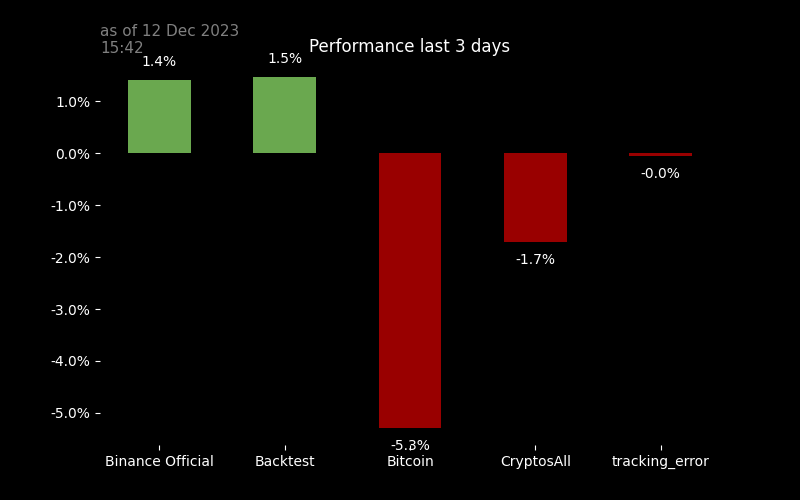 as of 12 Dec 2023
15:42
Performance last 3 days
1.4%
1.5%
1.0%
0.0%
-0.0%
-1.0%
-1.7%
-2.0%
-3.0%
-4.0%
-5.0%
-5.3%
Binance Official
Backtest
Bitcoin
CryptosAll
tracking_error